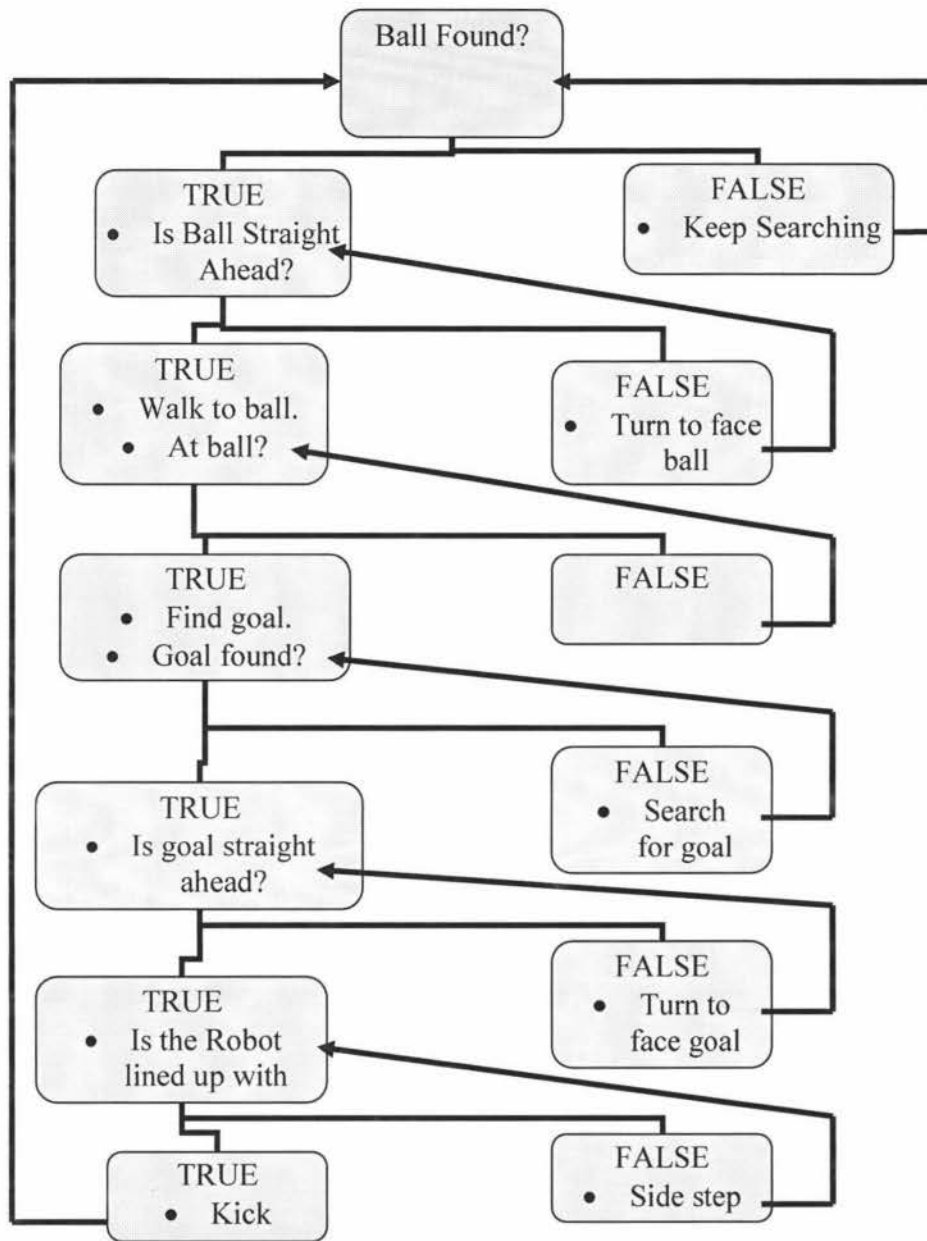 Ball Found?
TRUE
• Is Ball Straight
Ahead?
FALSE
• Keep Searching
TRUE
• Walk to ball.
• At ball?
FALSE
• Turn to face
ball
TRUE
• Find goal.
• Goal found?
FALSE
TRUE
• Is goal straight
ahead?
FALSE
• Search
for goal
TRUE
• Is the Robot
lined up with
FALSE
• Turn to
face goal
TRUE
• Kick
FALSE
• Side step